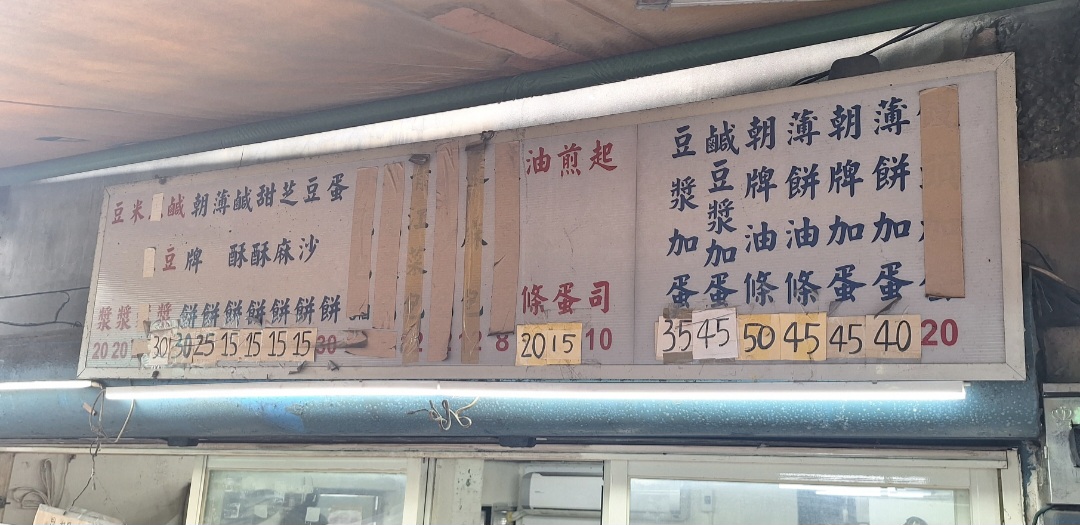 豆漿 20
米漿 20
鹹豆漿 30
朝牌餅 30
薄餅 25
鹹酥餅 15
甜酥餅 15
芝麻餅 15
豆沙餅 15
蛋餅 30
8
油條 20
煎蛋 15
起司 10
豆漿加蛋 35
鹹豆漿加蛋 45
朝牌油條 50
薄餅油條 45
朝牌加蛋 45
薄餅加蛋 40
20